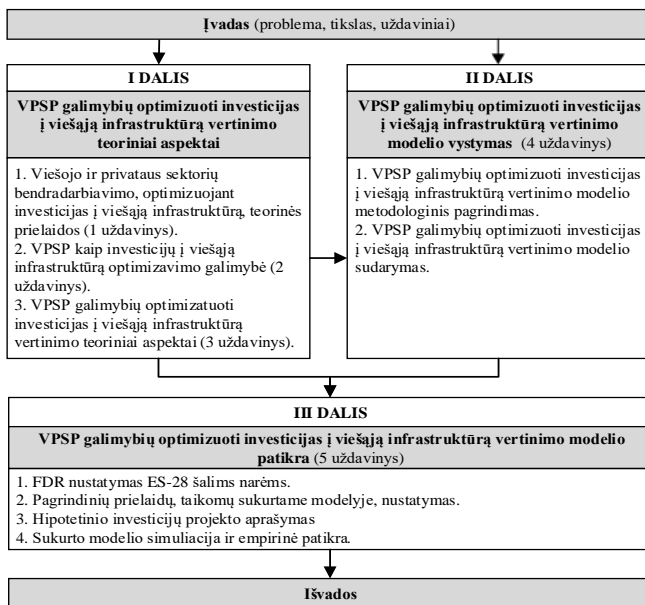 Įvadas (problema, tikslas, uždaviniai)
I DALIS
VPSP galimybių optimizuoti investicijas
į viešąją infrastruktūrą vertinimo
teoriniai aspektai
1. Viešojo ir privataus sektorių
bendradarbiavimo, optimizuojant
investicijas į viešąją infrastruktūrą, teorinės
prielaidos (1 uždavinys).
2. VPSP kaip investicijų į viešąją
infrastruktūrą optimizavimo galimybė (2
uždavinys).
3. VPSP galimybių optimizatuoti
investicijas į viešąją infrastruktūrą
vertinimo teoriniai aspektai (3 uždavinys).
II DALIS
VPSP galimybių optimizuoti investicijas
į viešąją infrastruktūrą vertinimo
modelio vystymas (4 uždavinys)
1. VPSP galimybių optimizuoti investicijas
į viešąją infrastruktūrą vertinimo modelio
metodologinis pagrindimas.
2. VPSP galimybių optimizuoti investicijas
į viešąją infrastruktūrą vertinimo modelio
sudarymas.
III DALIS
VPSP galimybių optimizuoti investicijas į viešąją infrastruktūrą vertinimo modelio
patikra (5 uždavinys)
1. FDR nustatymas ES-28 šalims narėms.
2. Pagrindinių prielaidų, taikomų sukurtame modelyje, nustatymas.
3. Hipotetinio investicijų projekto aprašymas
4. Sukurto modelio simuliacija ir empirinė patikra.
Išvados